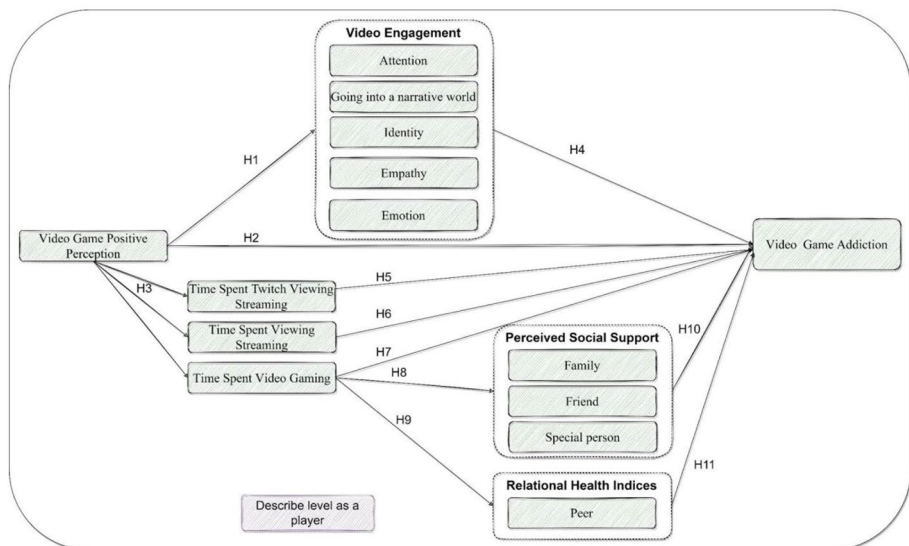 Video Engagement
Attention
Going into a narrative world
Identity
Empathy
Emotion
H1
H4
Video Game Positive
Perception
H2
Video Game Addiction
H3
Time Spent Twitch Viewing
Streaming
H5
Time Spent Viewing
Streaming
H6
Time Spent Video Gaming
H7
H8
H9
Perceived Social Support
Family
Friend
Special person
H10
H11
Relational Health Indices
Peer
Describe level as a
player